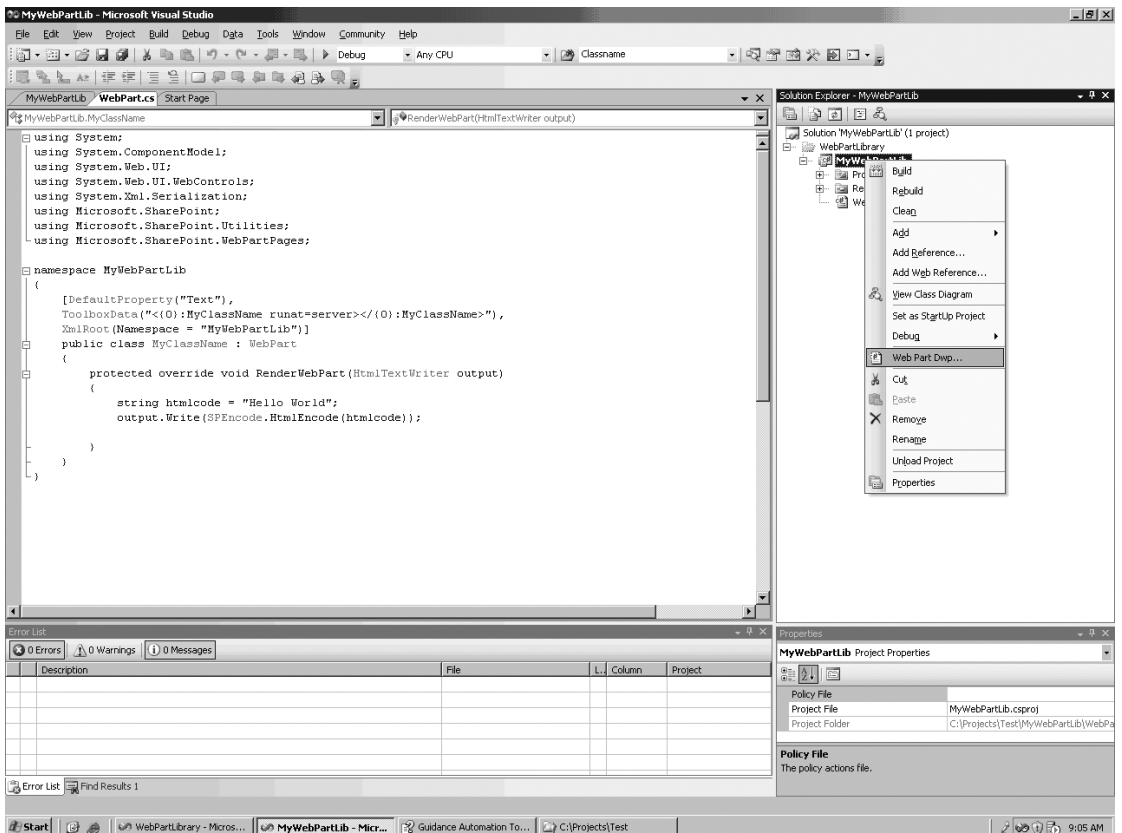 MyWebPartLib - Microsoft Visual Studio
File Edit View Project Build Debug Data Tools Window Community Help
Debug Any CPU Classname
MyWebPartLib WebPart.cs Start Page
MyWebPartLib.MyClassName RenderWebPart(HtmlTextWriter output)
using System;
using System.ComponentModel;
using System.Web.UI;
using System.Web.UI.WebControls;
using System.Xml.Serialization;
using Microsoft.SharePoint;
using Microsoft.SharePoint.Utilities;
using Microsoft.SharePoint.WebPartPages;
namespace MyWebPartLib
{
[DefaultProperty("Text"),
ToolboxData("<{0}:MyClassName runat=server></{0}:MyClassName>"),
XmlRoot(Namespace = "MyWebPartLib")]
public class MyClassName : WebPart
{
protected override void RenderWebPart(HtmlTextWriter output)
{
string htmlcode = "Hello World";
output.Write(SPEncode.HtmlEncode(htmlcode));
}
}
}
Solution Explorer - MyWebPartLib
Solution 'MyWebPartLib' (1 project)
WebPartLibrary
MyWebPartLib
Pro
Re
We
Build
Rebuild
Clean
Add
Add Reference...
Add Web Reference...
View Class Diagram
Set as StartUp Project
Debug
Web Part Dwp...
Cut
Paste
Remove
Rename
Unload Project
Properties
Error List
0 Errors 0 Warnings 0 Messages
Description File L.. Column Project
Error List Find Results 1
Properties
MyWebPartLib Project Properties
Policy File
Project File MyWebPartLib.csproj
Project Folder C:\Projects\Test\MyWebPartLib\WebPa
Policy File
The policy actions file.
Start WebPartLibrary - Micros... MyWebPartLib - Micr... Guidance Automation To... C:\Projects\Test 9:05 AM